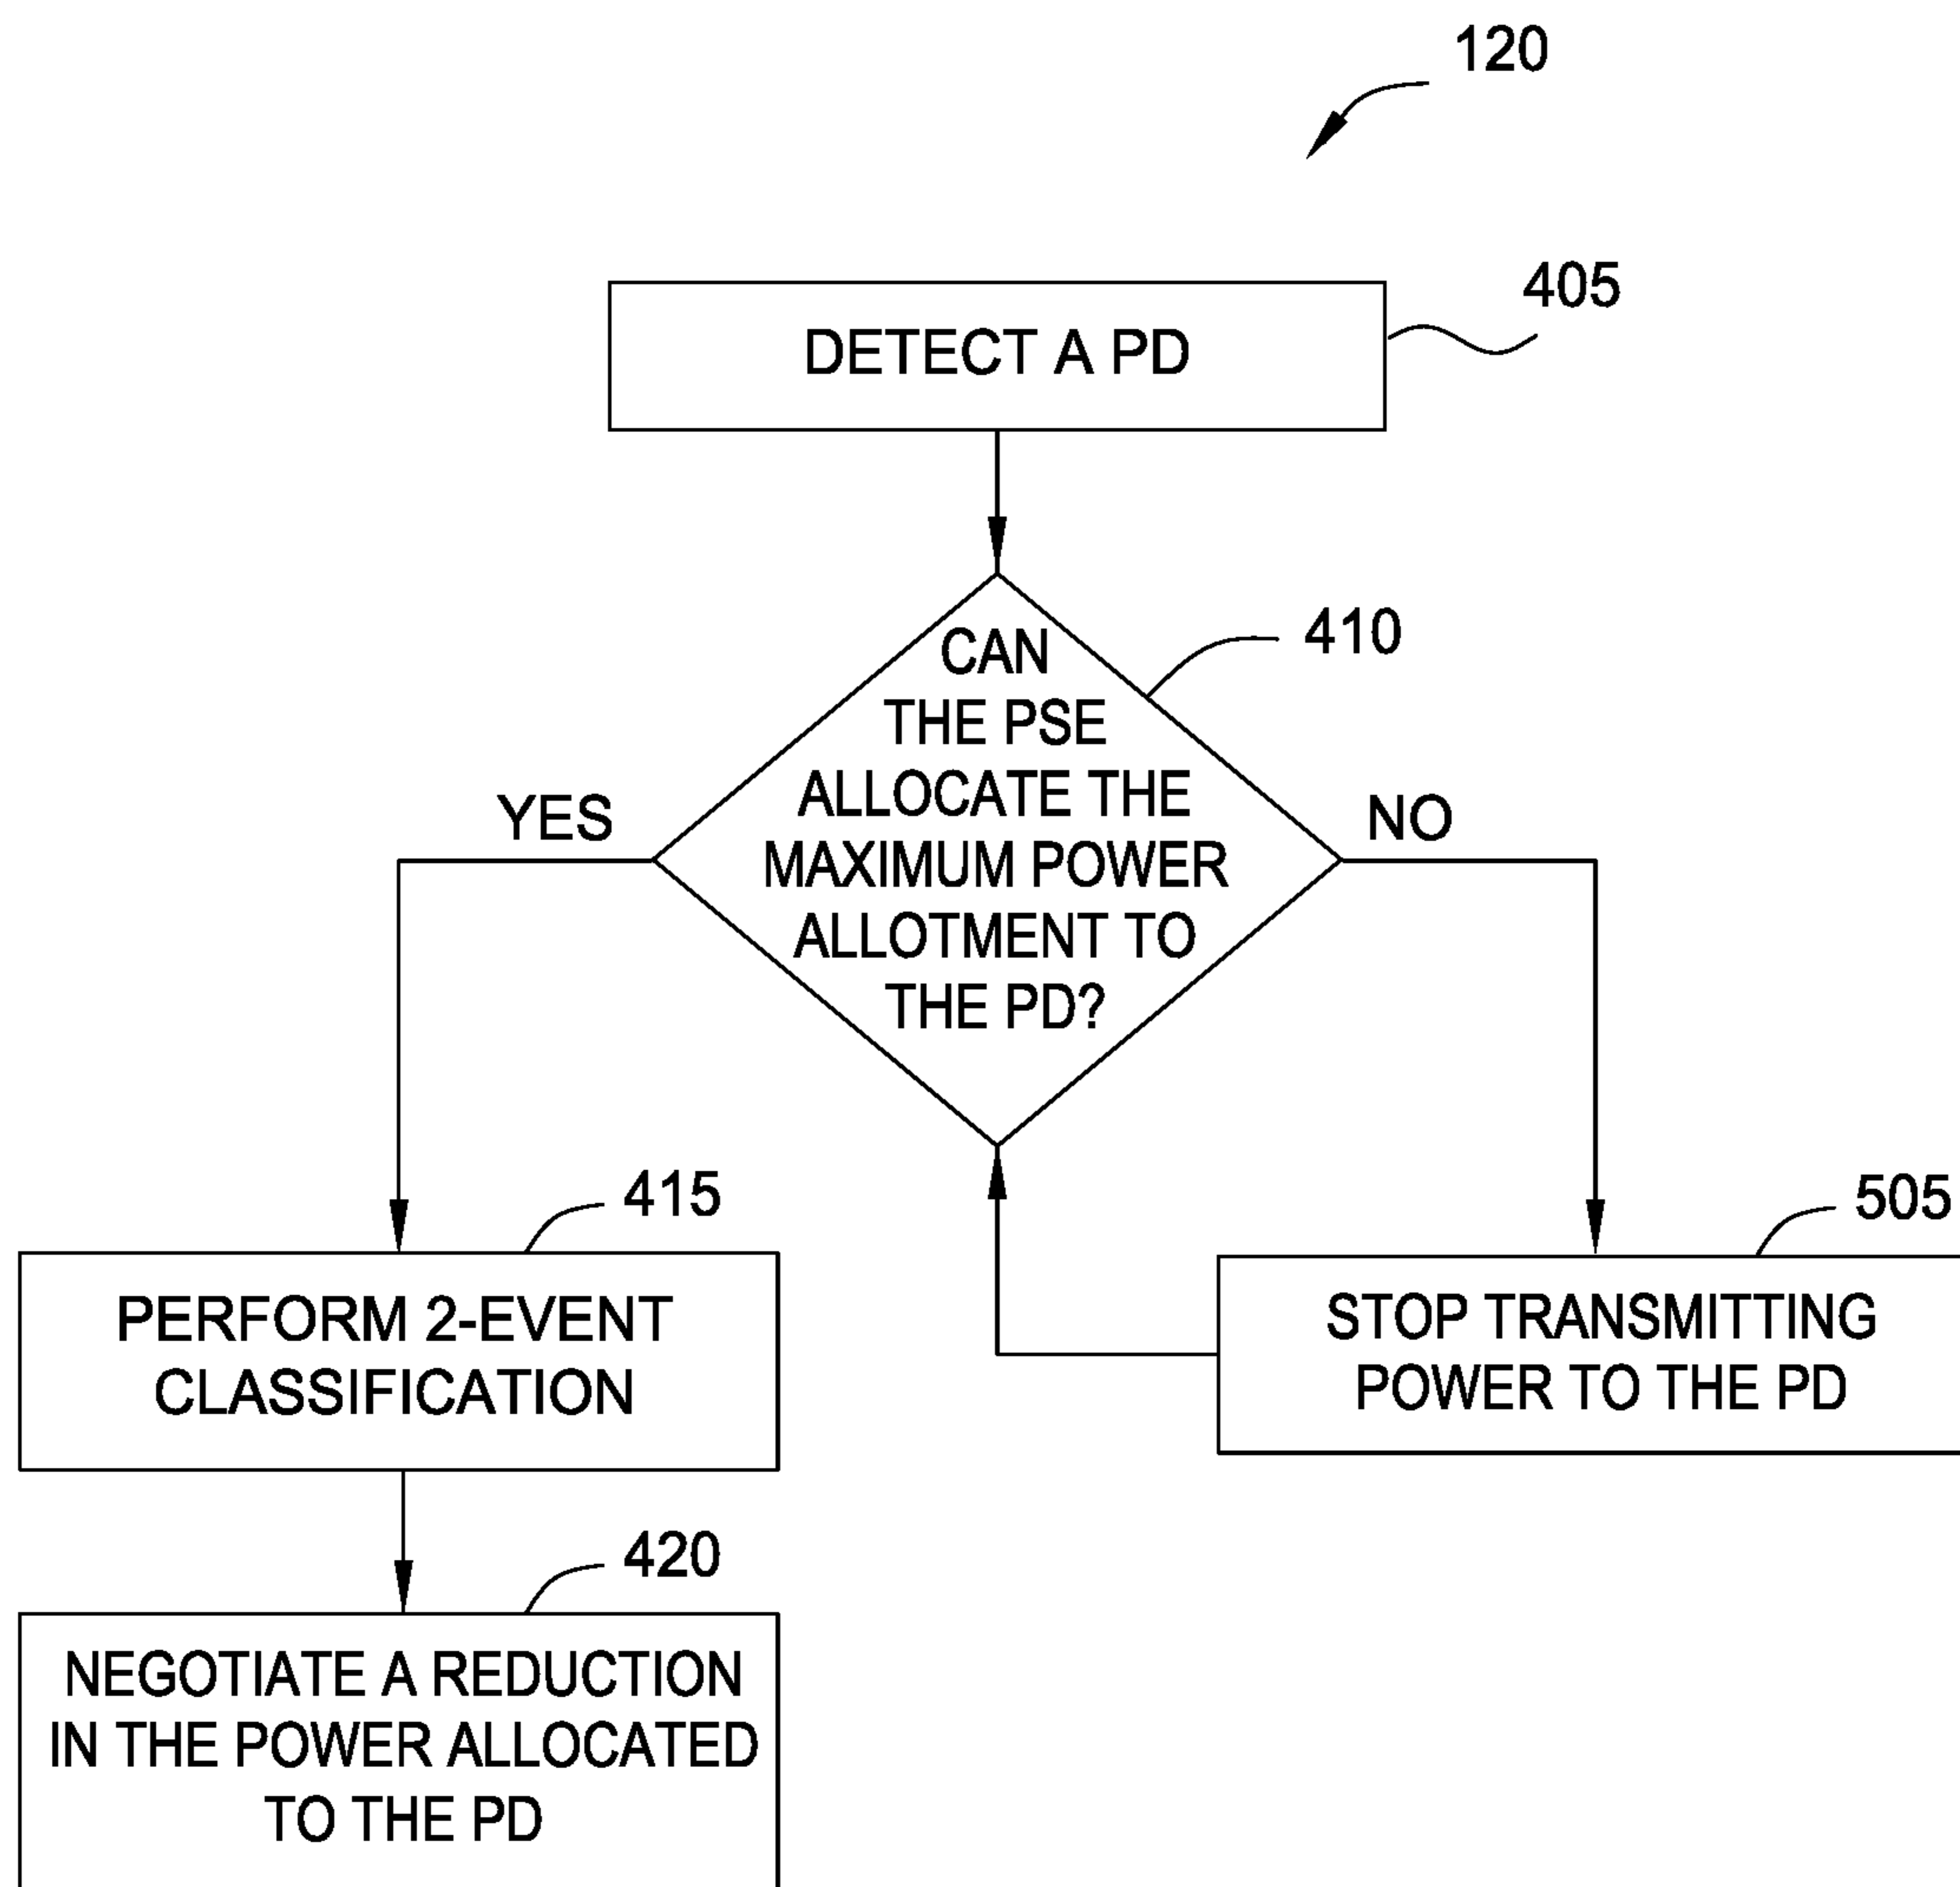 120
DETECT A PD
405
CAN
THE PSE
ALLOCATE THE
MAXIMUM POWER
ALLOTMENT TO
THE PD?
410
YES
NO
415
PERFORM 2-EVENT
CLASSIFICATION
505
STOP TRANSMITTING
POWER TO THE PD
420
NEGOTIATE A REDUCTION
IN THE POWER ALLOCATED
TO THE PD